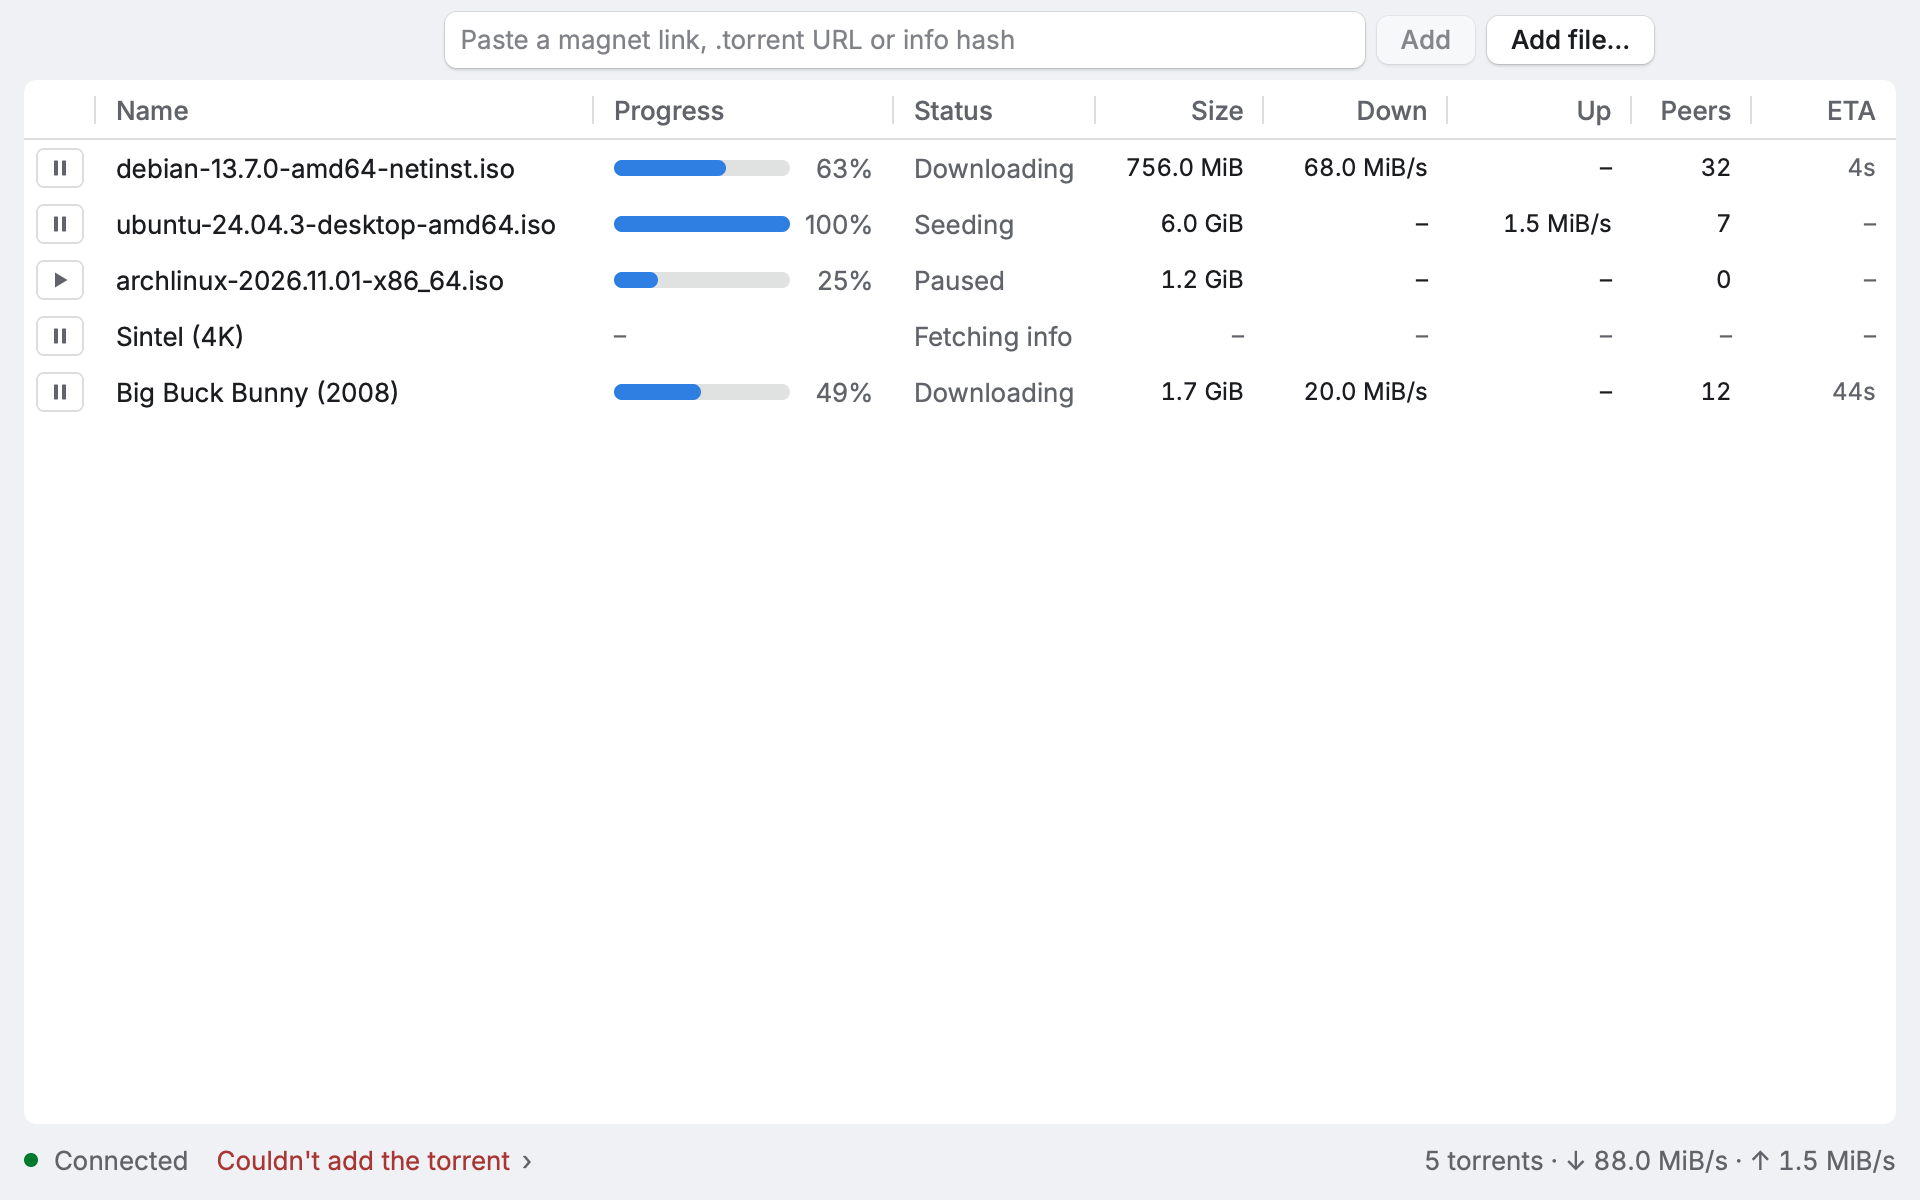 Paste a magnet link, .torrent URL or info hash Add Add file...
Name Progress Status Size Down Up Peers ETA
debian-13.7.0-amd64-netinst.iso 63% Downloading 756.0 MiB 68.0 MiB/s – 32 4s
ubuntu-24.04.3-desktop-amd64.iso 100% Seeding 6.0 GiB – 1.5 MiB/s 7 –
archlinux-2026.11.01-x86_64.iso 25% Paused 1.2 GiB – – 0 –
Sintel (4K) – Fetching info – – – – –
Big Buck Bunny (2008) 49% Downloading 1.7 GiB 20.0 MiB/s – 12 44s
Connected Couldn't add the torrent › 5 torrents · ↓ 88.0 MiB/s · ↑ 1.5 MiB/s